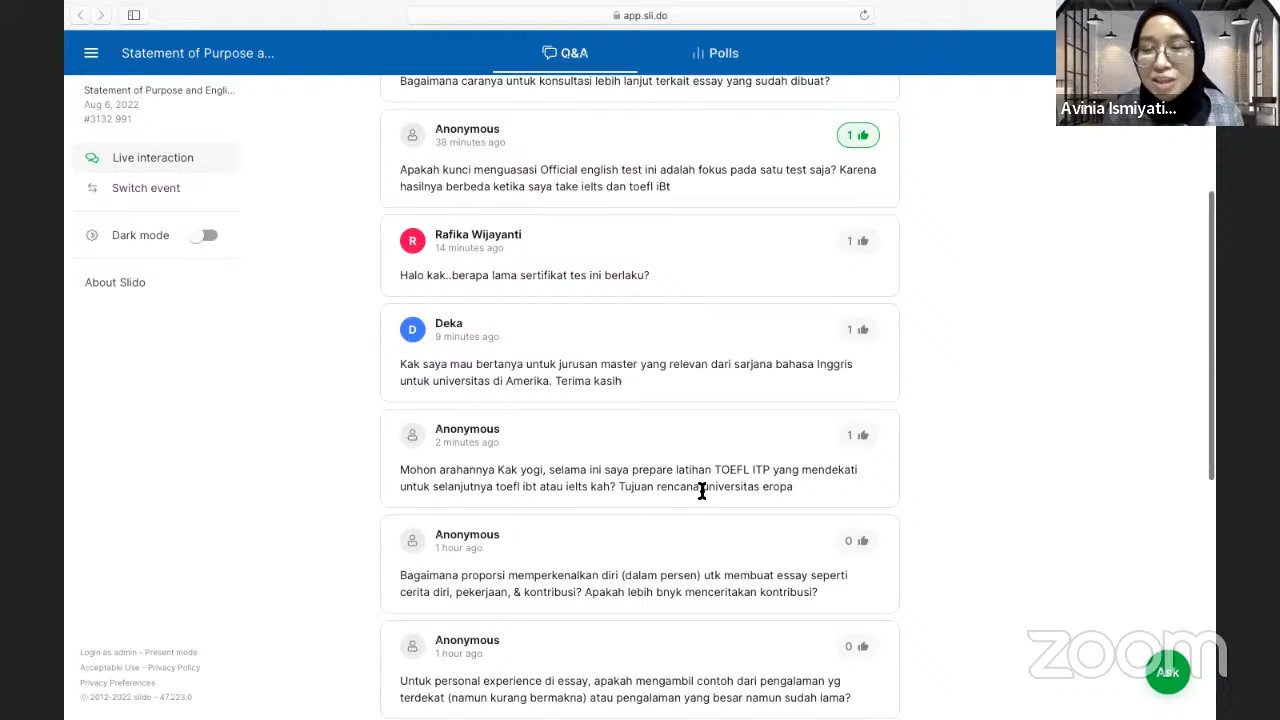 app.sli.do
Statement of Purpose a...
Q&A
Polls
Avinia Ismiyati...
Statement of Purpose and Engli...
Aug 6, 2022
#3132 991
Live interaction
Switch event
Dark mode
About Slido
Bagaimana caranya untuk konsultasi lebih lanjut terkait essay yang sudah dibuat?
Anonymous
38 minutes ago
1
Apakah kunci menguasasi Official english test ini adalah fokus pada satu test saja? Karena
hasilnya berbeda ketika saya take ielts dan toefl iBt
R
Rafika Wijayanti
14 minutes ago
1
Halo kak..berapa lama sertifikat tes ini berlaku?
D
Deka
9 minutes ago
1
Kak saya mau bertanya untuk jurusan master yang relevan dari sarjana bahasa Inggris
untuk universitas di Amerika. Terima kasih
Anonymous
2 minutes ago
1
Mohon arahannya Kak yogi, selama ini saya prepare latihan TOEFL ITP yang mendekati
untuk selanjutnya toefl ibt atau ielts kah? Tujuan rencana universitas eropa
Anonymous
1 hour ago
0
Bagaimana proporsi memperkenalkan diri (dalam persen) utk membuat essay seperti
cerita diri, pekerjaan, & kontribusi? Apakah lebih bnyk menceritakan kontribusi?
Anonymous
1 hour ago
0
Untuk personal experience di essay, apakah mengambil contoh dari pengalaman yg
terdekat (namun kurang bermakna) atau pengalaman yang besar namun sudah lama?
Login as admin - Present mode
Acceptable Use - Privacy Policy
Privacy Preferences
© 2012-2022 slido - 47.223.0
zoom
Ask